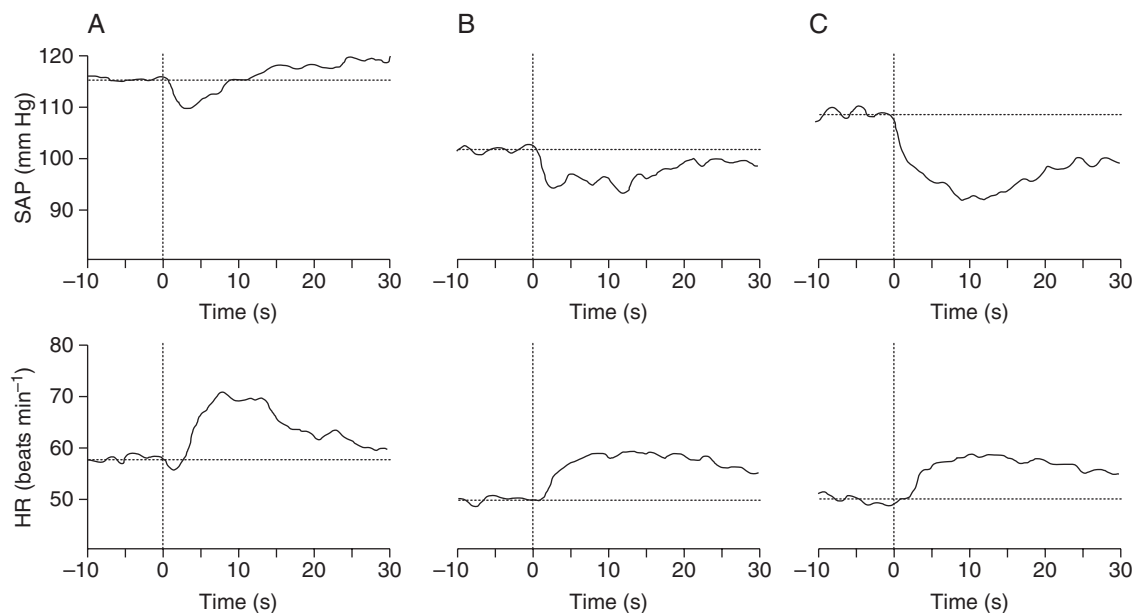 A B C
120
110
100
90
SAP (mm Hg)
–10 0 10 20 30 –10 0 10 20 30 –10 0 10 20 30
Time (s) Time (s) Time (s)
80
70
60
50
HR (beats min–1)
–10 0 10 20 30 –10 0 10 20 30 –10 0 10 20 30
Time (s) Time (s) Time (s)